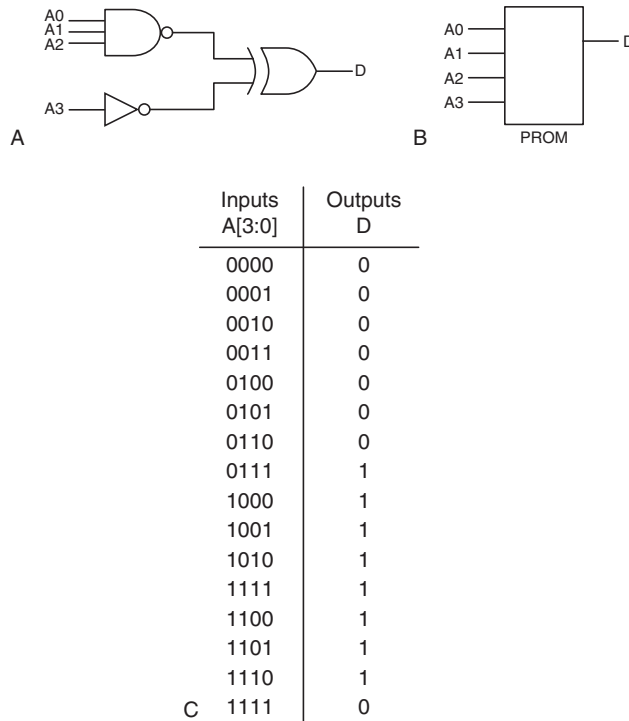 A0
A1
A2
D
A3
A
A0
A1
A2
A3
D
PROM
B
Inputs Outputs
A[3:0] D
0000 0
0001 0
0010 0
0011 0
0100 0
0101 0
0110 0
0111 1
1000 1
1001 1
1010 1
1111 1
1100 1
1101 1
1110 1
C 1111 0